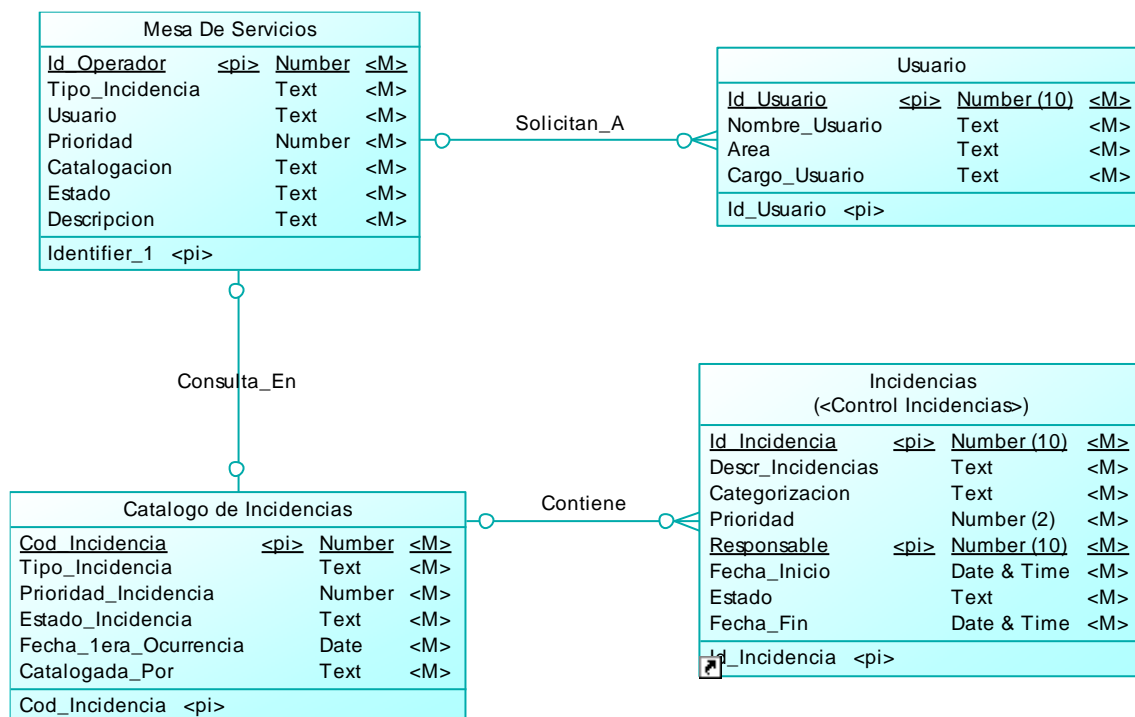 Mesa De Servicios
Id_Operador <pi> Number <M>
Tipo_Incidencia Text <M>
Usuario Text <M>
Prioridad Number <M>
Catalogacion Text <M>
Estado Text <M>
Descripcion Text <M>
Identifier_1 <pi>
Solicitan_A
Usuario
Id_Usuario <pi> Number (10) <M>
Nombre_Usuario Text <M>
Area Text <M>
Cargo_Usuario Text <M>
Id_Usuario <pi>
Consulta_En
Catalogo de Incidencias
Cod_Incidencia <pi> Number <M>
Tipo_Incidencia Text <M>
Prioridad_Incidencia Number <M>
Estado_Incidencia Text <M>
Fecha_1era_Ocurrencia Date <M>
Catalogada_Por Text <M>
Cod_Incidencia <pi>
Contiene
Incidencias
(<Control Incidencias>)
Id_Incidencia <pi> Number (10) <M>
Descr_Incidencias Text <M>
Categorizacion Text <M>
Prioridad Number (2) <M>
Responsable <pi> Number (10) <M>
Fecha_Inicio Date & Time <M>
Estado Text <M>
Fecha_Fin Date & Time <M>
Id_Incidencia <pi>